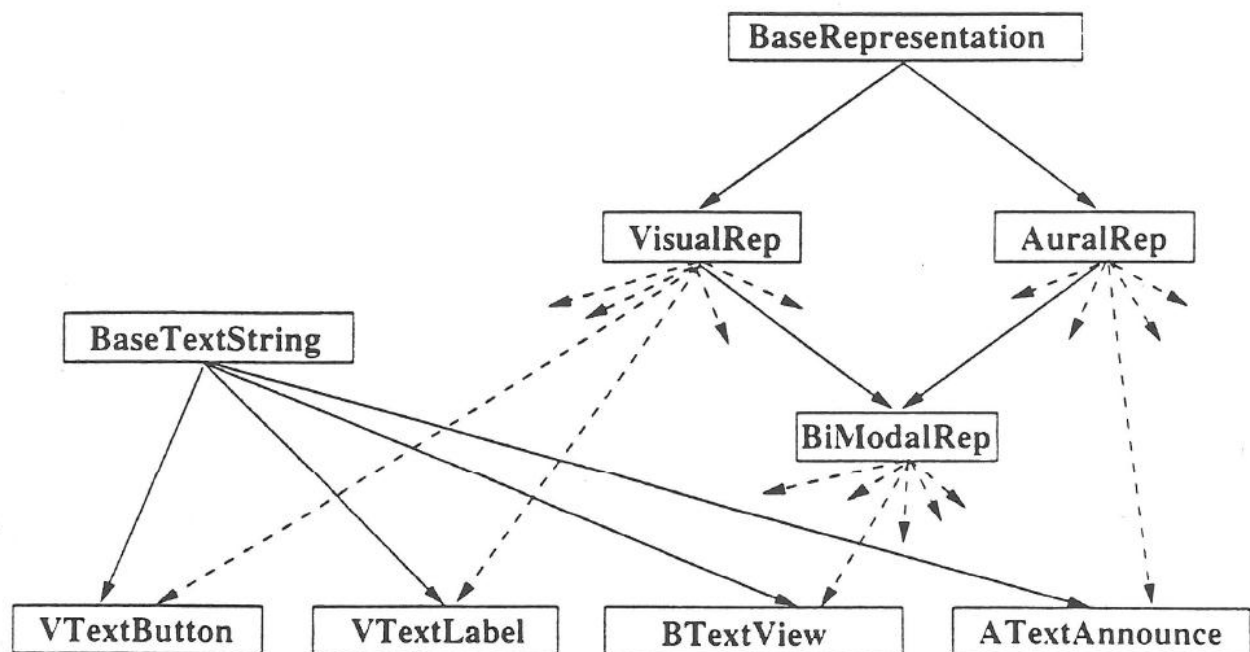 BaseRepresentation
VisualRep
AuralRep
BaseTextString
BiModalRep
VTextButton
VTextLabel
BTextView
ATextAnnounce